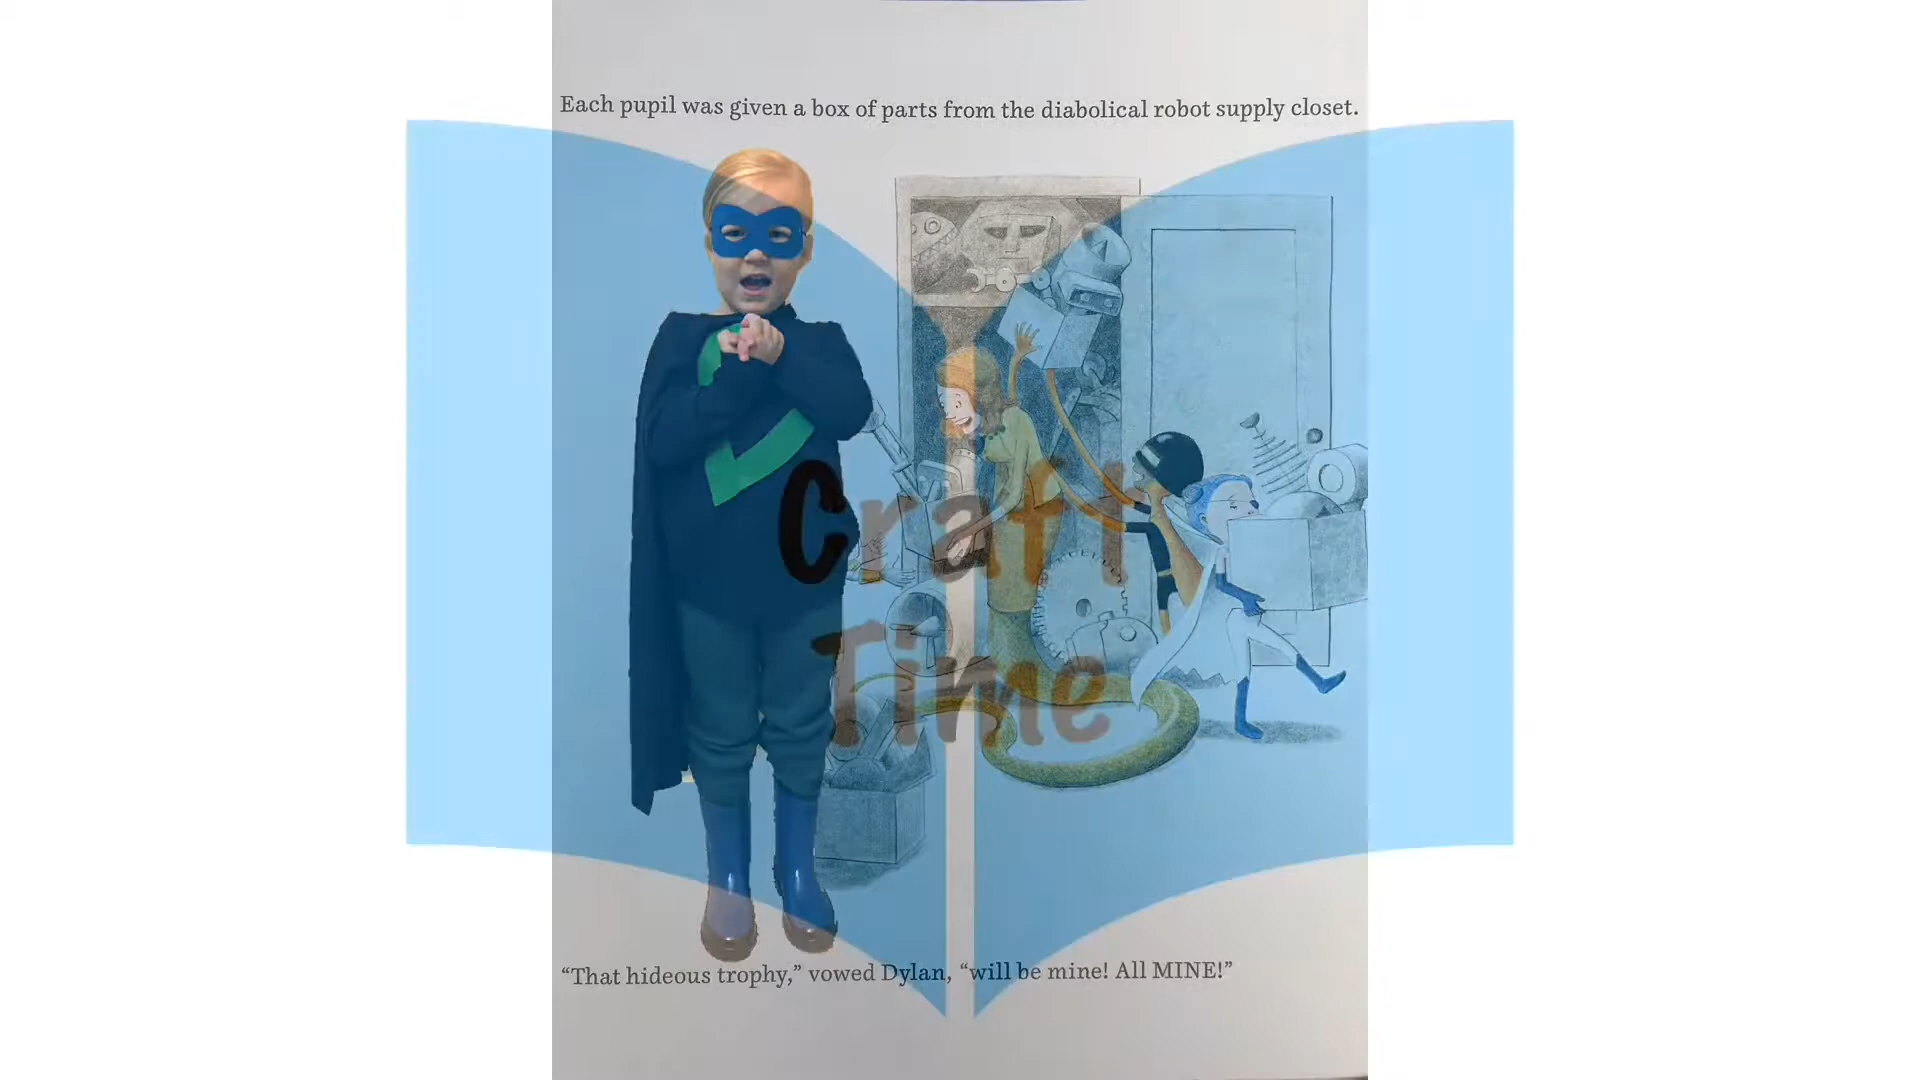 Each pupil was given a box of parts from the diabolical robot supply closet.
Craft
Time
“That hideous trophy,” vowed Dylan, “will be mine! All MINE!”